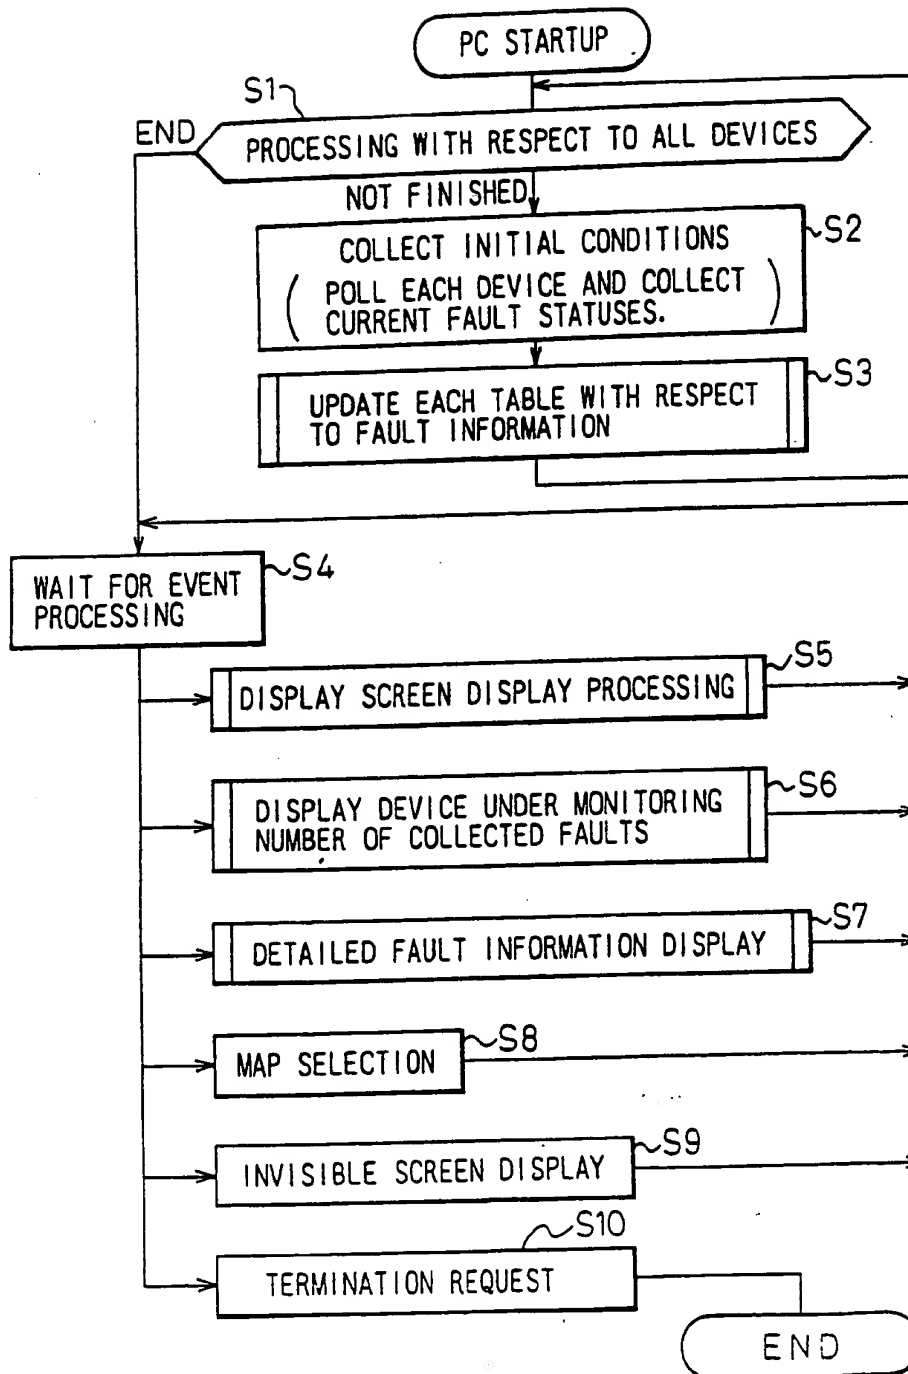 PC STARTUP
S1
END
PROCESSING WITH RESPECT TO ALL DEVICES
NOT FINISHED
S2
COLLECT INITIAL CONDITIONS
( POLL EACH DEVICE AND COLLECT
CURRENT FAULT STATUSES. )
S3
UPDATE EACH TABLE WITH RESPECT
TO FAULT INFORMATION
S4
WAIT FOR EVENT
PROCESSING
S5
DISPLAY SCREEN DISPLAY PROCESSING
S6
DISPLAY DEVICE UNDER MONITORING
NUMBER OF COLLECTED FAULTS
S7
DETAILED FAULT INFORMATION DISPLAY
S8
MAP SELECTION
S9
INVISIBLE SCREEN DISPLAY
S10
TERMINATION REQUEST
END